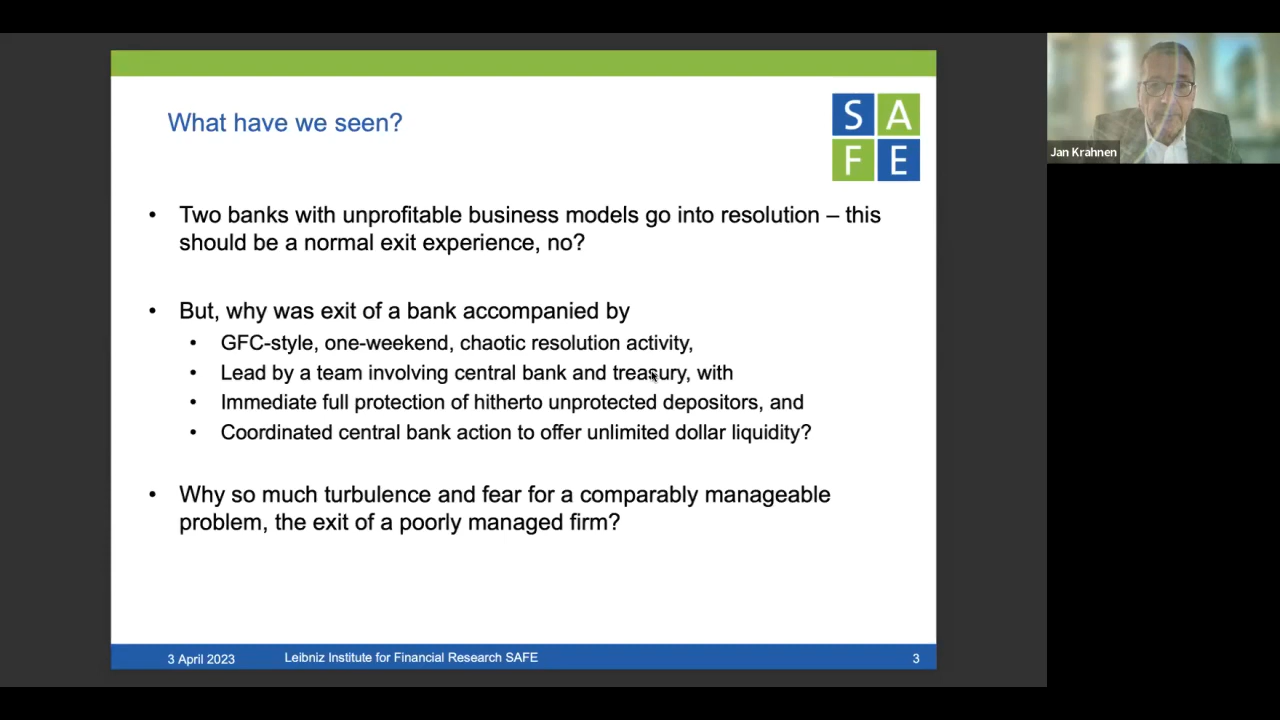 What have we seen?
S A
F E
Jan Krahnen
• Two banks with unprofitable business models go into resolution – this
should be a normal exit experience, no?
• But, why was exit of a bank accompanied by
• GFC-style, one-weekend, chaotic resolution activity,
• Lead by a team involving central bank and treasury, with
• Immediate full protection of hitherto unprotected depositors, and
• Coordinated central bank action to offer unlimited dollar liquidity?
• Why so much turbulence and fear for a comparably manageable
problem, the exit of a poorly managed firm?
3 April 2023
Leibniz Institute for Financial Research SAFE
3